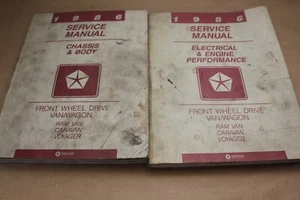 1986
SERVICE
MANUAL
CHASSIS
& BODY
FRONT WHEEL DRIVE
VAN/WAGON
RAM VAN
CARAVAN
VOYAGER
1986
SERVICE
MANUAL
ELECTRICAL
& ENGINE
PERFORMANCE
FRONT WHEEL DRIVE
VAN/WAGON
RAM VAN
CARAVAN
VOYAGER